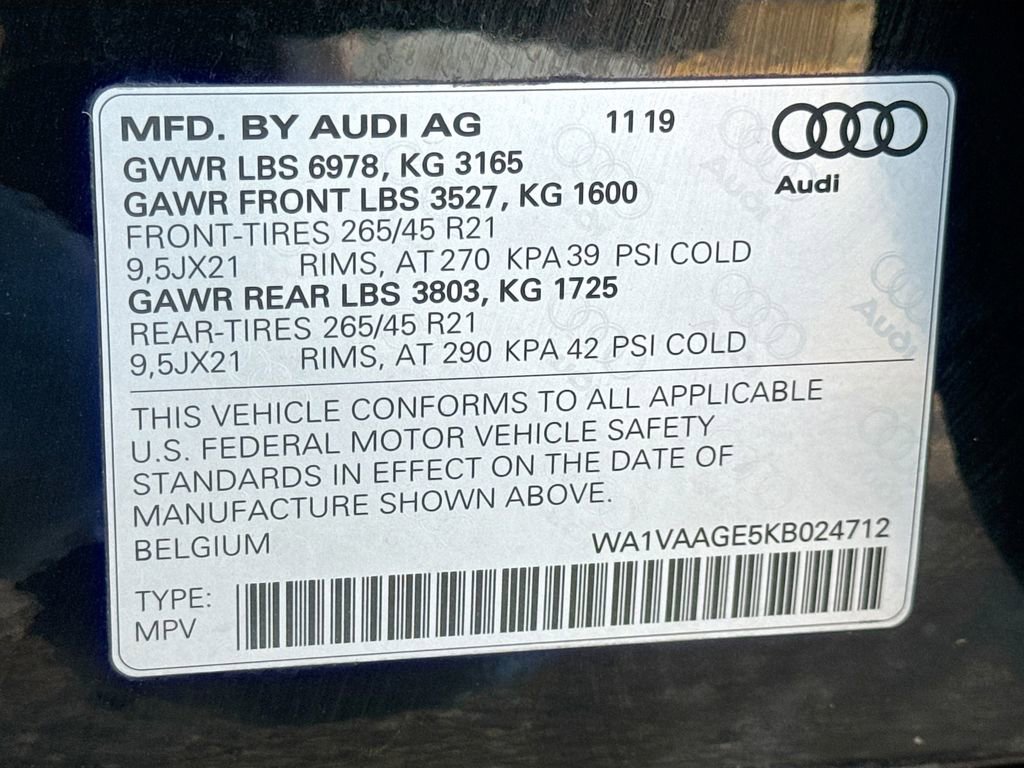 MFD. BY AUDI AG 11 19
Audi
GVWR LBS 6978, KG 3165
GAWR FRONT LBS 3527, KG 1600
FRONT-TIRES 265/45 R21
9,5JX21 RIMS, AT 270 KPA 39 PSI COLD
GAWR REAR LBS 3803, KG 1725
REAR-TIRES 265/45 R21
9,5JX21 RIMS, AT 290 KPA 42 PSI COLD
THIS VEHICLE CONFORMS TO ALL APPLICABLE
U.S. FEDERAL MOTOR VEHICLE SAFETY
STANDARDS IN EFFECT ON THE DATE OF
MANUFACTURE SHOWN ABOVE.
BELGIUM WA1VAAGE5KB024712
TYPE:
MPV